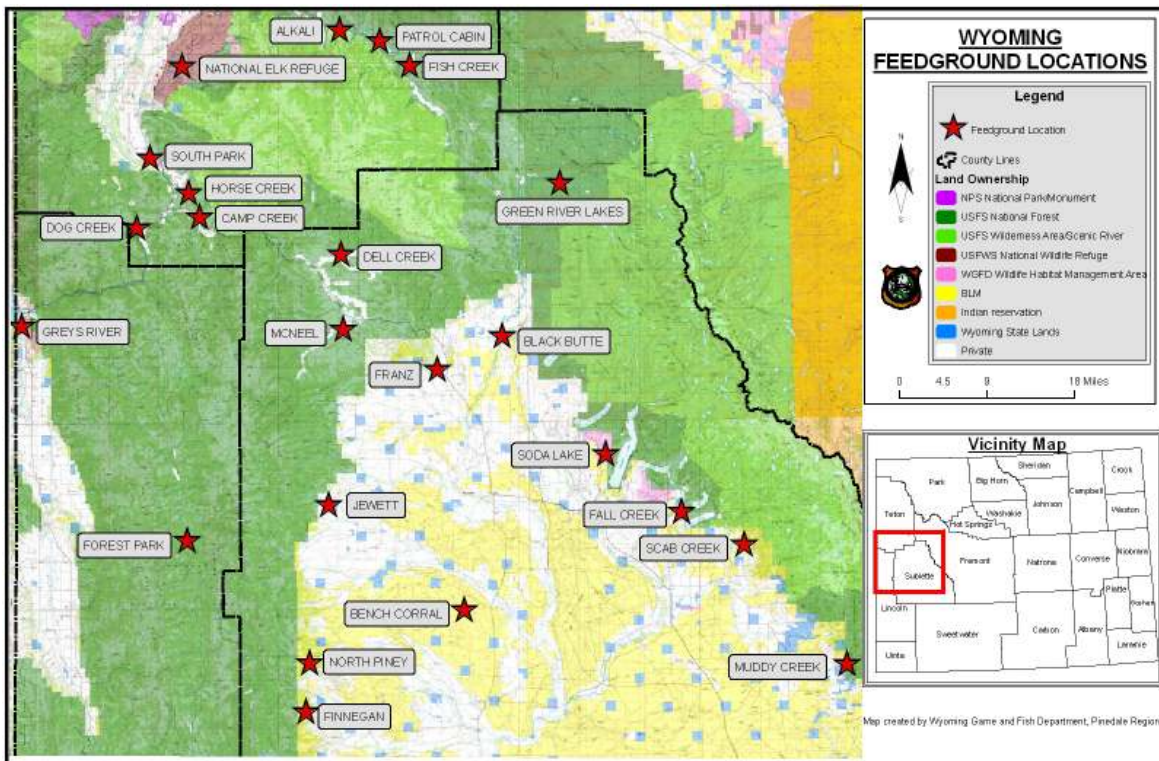 ALKALI
PATROL CABIN
FISH CREEK
NATIONAL ELK REFUGE
SOUTH PARK
HORSE CREEK
CAMP CREEK
DOG CREEK
GREEN RIVER LAKES
DELL CREEK
GREYS RIVER
MCNEEL
BLACK BUTTE
FRANZ
SODA LAKE
JEWETT
FALL CREEK
SCAB CREEK
FOREST PARK
BENCH CORRAL
NORTH PINEY
MUDDY CREEK
FINNEGAN
WYOMING
FEEDGROUND LOCATIONS
Legend
N
S
Feedground Location
County Lines
Land Ownership
NPS National Park/Monument
USFS National Forest
USFS Wilderness Area/Scenic River
USFWS National Wildlife Refuge
WGFD Wildlife Habitat Management Area
BLM
Indian reservation
Wyoming State Lands
Private
0 4.5 9 18 Miles
Vicinity Map
Sheridan
Park
Big Horn
Crook
Campbell
Johnson
Teton
Washakie
Weston
Hot Springs
Fremont
Natrona
Converse
Niobrara
Sublette
Platte
Goshen
Lincoln
Sweetwater
Carbon
Albany
Laramie
Uinta
Map created by Wyoming Game and Fish Department, Pinedale Region